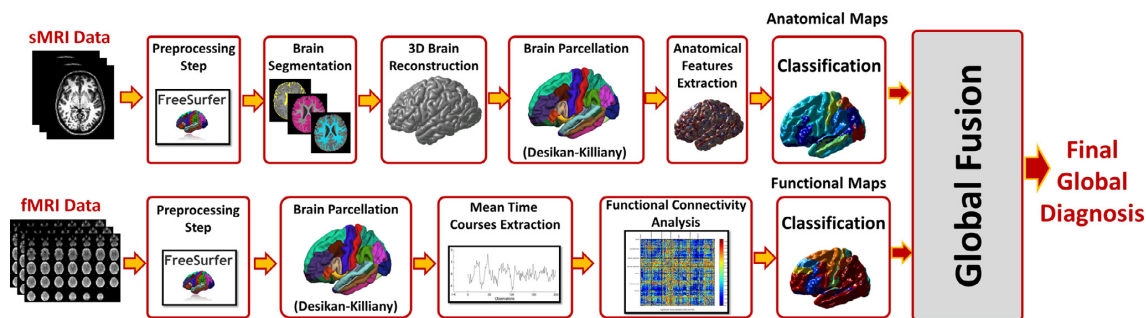 sMRI Data
Preprocessing
Step
FreeSurfer
Brain
Segmentation
3D Brain
Reconstruction
Brain Parcellation
(Desikan-Killiany)
Anatomical
Features
Extraction
Anatomical Maps
Classification
fMRI Data
Preprocessing
Step
FreeSurfer
Brain Parcellation
(Desikan-Killiany)
Mean Time
Courses Extraction
Observations
Functional Connectivity
Analysis
Functional Maps
Classification
Global Fusion
Final
Global
Diagnosis